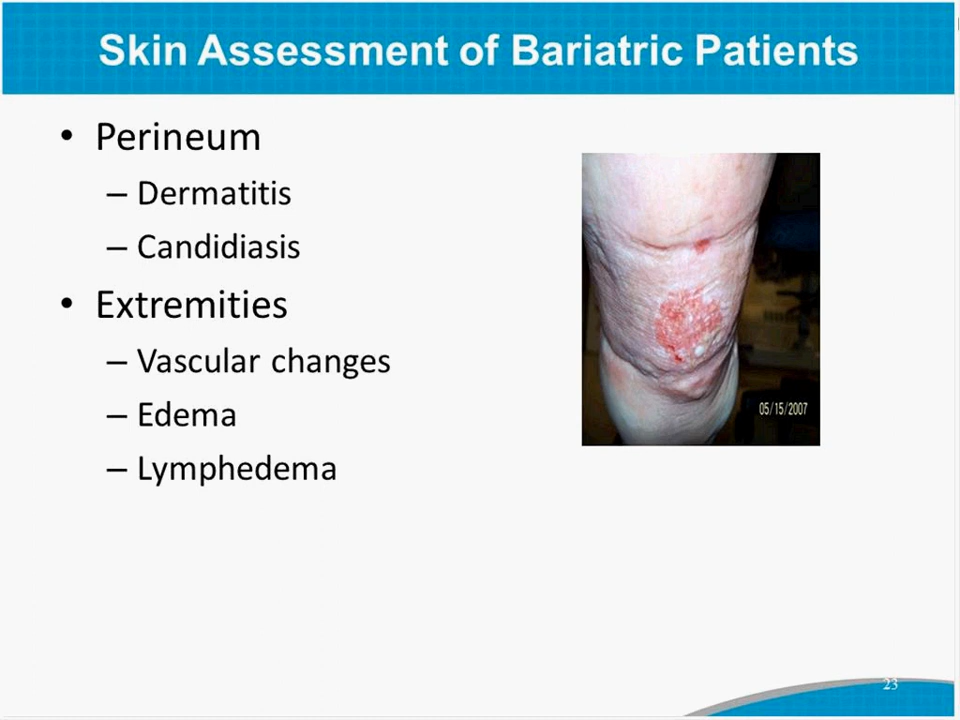 Skin Assessment of Bariatric Patients
• Perineum
– Dermatitis
– Candidiasis
• Extremities
– Vascular changes
– Edema
– Lymphedema
05/15/2007
23